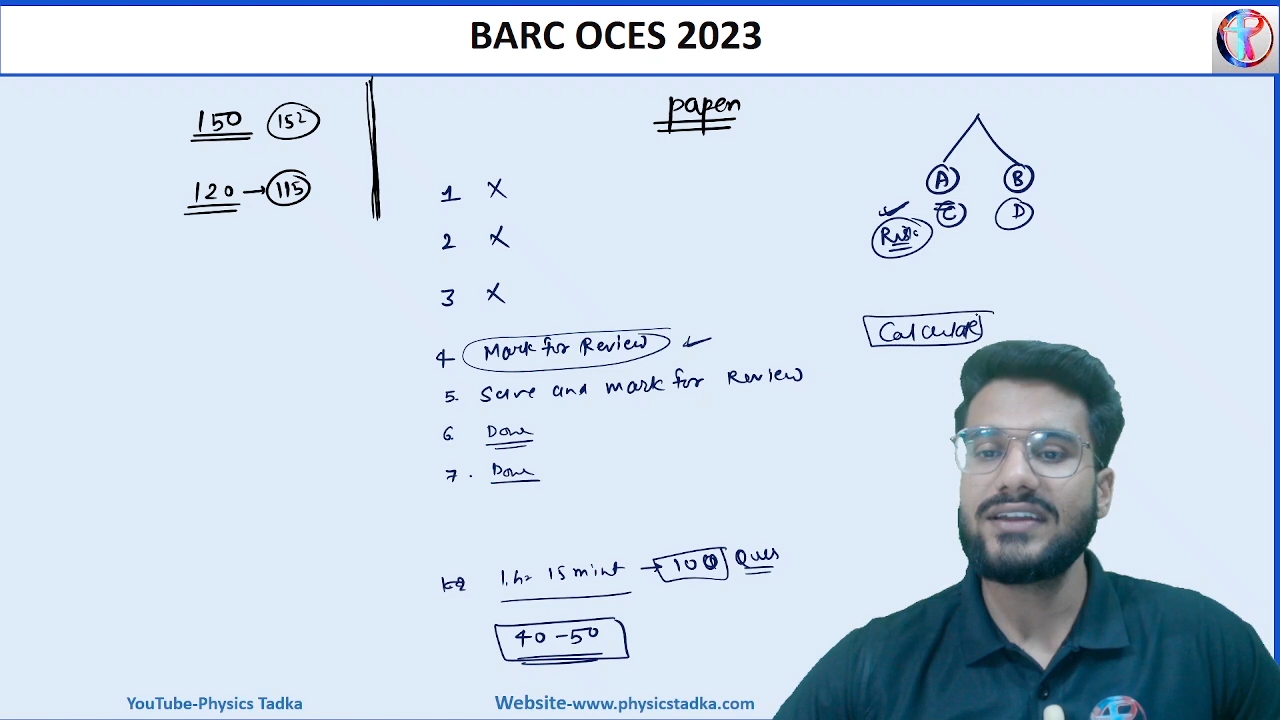 BARC OCES 2023
150 152
120 → 115
paper
1 X
2 X
3 X
4 Mark for Review
5. Save and mark for Review
6. Done
7. Done
1 hr 15 mint → 100 Ques
40-50
A B
C D
Calculate
YouTube-Physics Tadka
Website-www.physicstadka.com